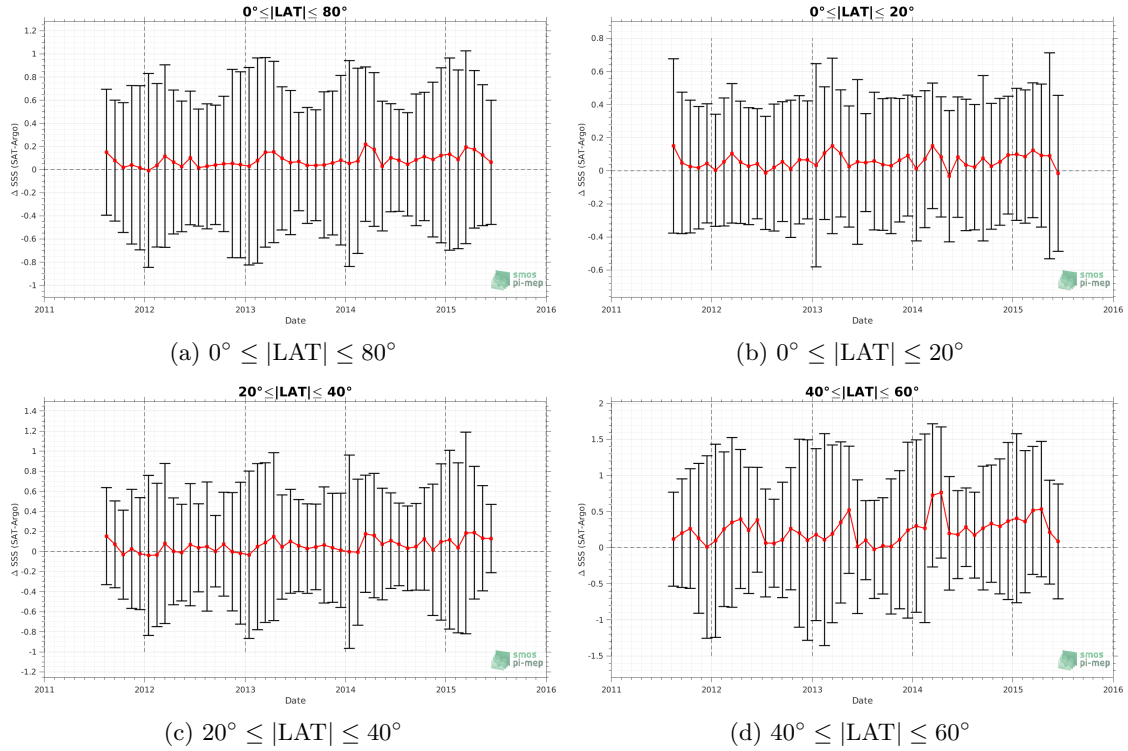 0°≤|LAT|≤ 80°
Δ SSS (SAT-Argo)
1.2
1
0.8
0.6
0.4
0.2
0
-0.2
-0.4
-0.6
-0.8
-1
2011
2012
2013
2014
2015
2016
Date
smos
pi-mep
(a) 0° ≤ |LAT| ≤ 80°
0°≤|LAT|≤ 20°
Δ SSS (SAT-Argo)
0.8
0.6
0.4
0.2
0
-0.2
-0.4
-0.6
2011
2012
2013
2014
2015
2016
Date
smos
pi-mep
(b) 0° ≤ |LAT| ≤ 20°
20°≤|LAT|≤ 40°
Δ SSS (SAT-Argo)
1.4
1.2
1
0.8
0.6
0.4
0.2
0
-0.2
-0.4
-0.6
-0.8
-1
-1.2
2011
2012
2013
2014
2015
2016
Date
smos
pi-mep
(c) 20° ≤ |LAT| ≤ 40°
40°≤|LAT|≤ 60°
Δ SSS (SAT-Argo)
2
1.5
1
0.5
0
-0.5
-1
-1.5
2011
2012
2013
2014
2015
2016
Date
smos
pi-mep
(d) 40° ≤ |LAT| ≤ 60°